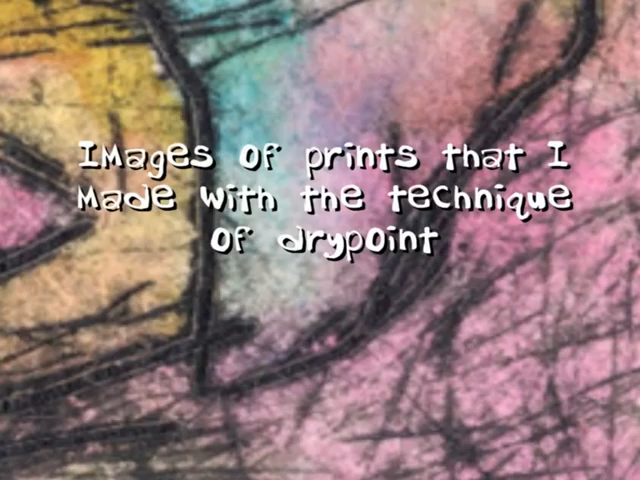 Images of prints that I
Made with the technique
Of drypoint